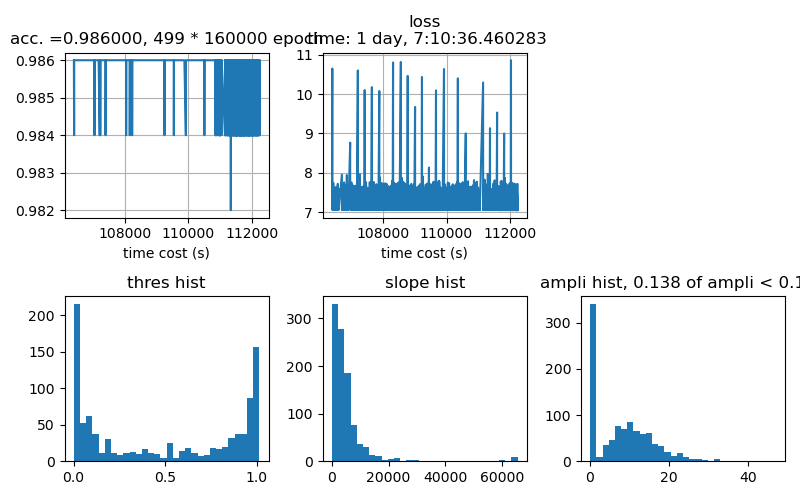 acc. =0.986000, 499 * 160000 epoch
0.986
0.985
0.984
0.983
0.982
108000 110000 112000
time cost (s)
loss
time: 1 day, 7:10:36.460283
11
10
9
8
7
108000 110000 112000
time cost (s)
thres hist
200
150
100
50
0
0.0 0.5 1.0
slope hist
300
200
100
0
0 20000 40000 60000
ampli hist, 0.138 of ampli < 0.1
300
200
100
0
0 20 40